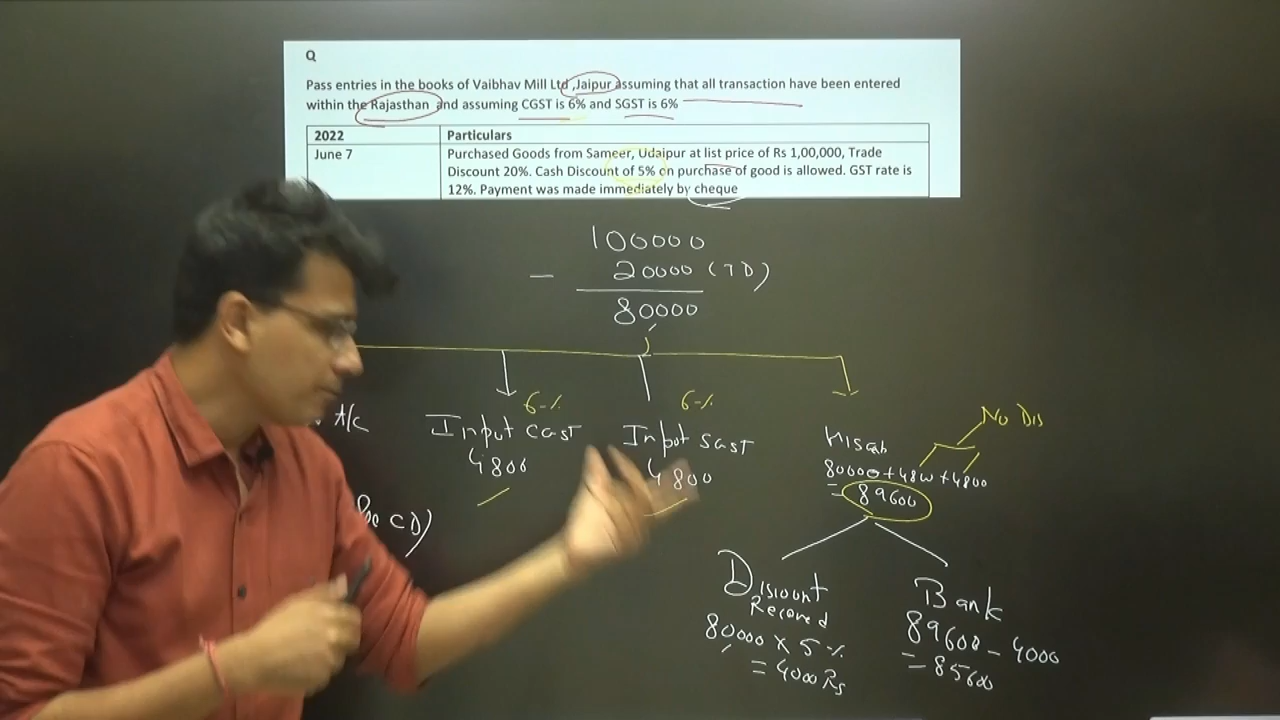 Q
Pass entries in the books of Vaibhav Mill Ltd ,Jaipur assuming that all transaction have been entered
within the Rajasthan and assuming CGST is 6% and SGST is 6%
2022 Particulars
June 7 Purchased Goods from Sameer, Udaipur at list price of Rs 1,00,000, Trade
Discount 20%. Cash Discount of 5% on purchase of good is allowed. GST rate is
12%. Payment was made immediately by cheque
100000
- 20000 (TD)
80000
6-% 6-% No Dis
A/C Input CGST Input SGST Hisab
4800 4800 80000+4800+4800
= 89600
CD)
Discount Bank
Received 89600 - 4000
80000 X 5 % = 85600
= 4000 Rs